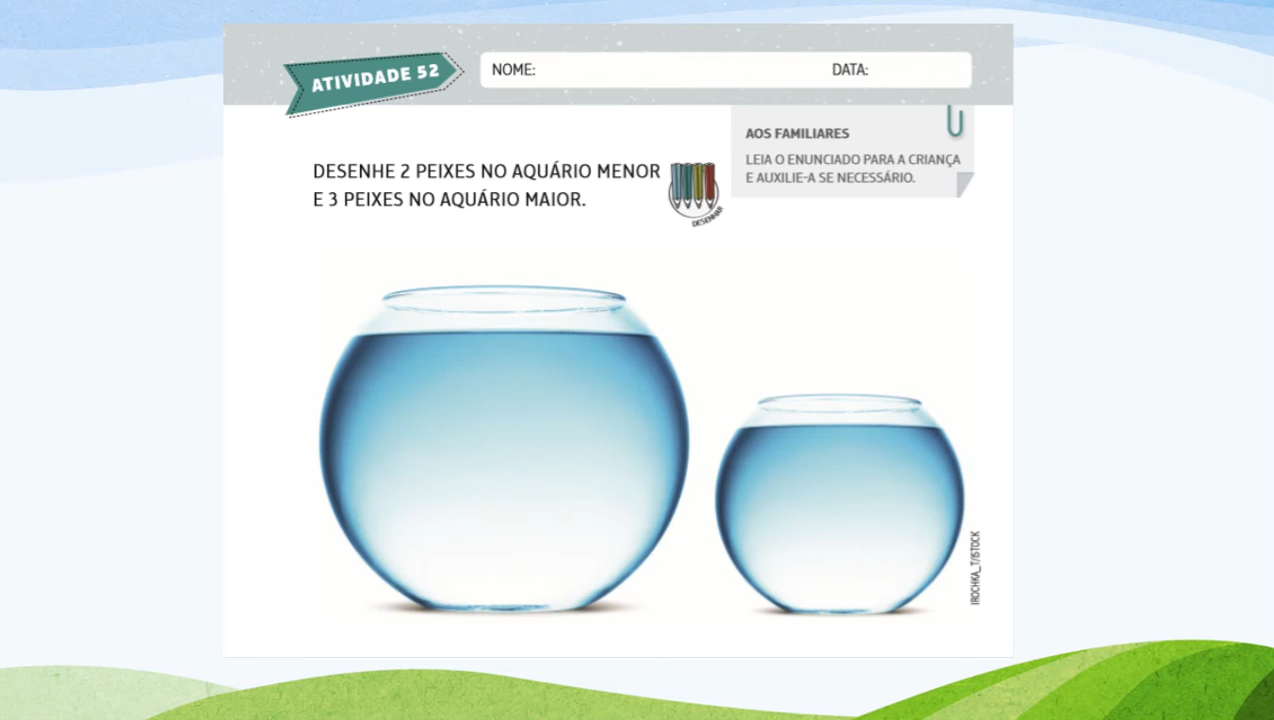 ATIVIDADE 52
NOME:
DATA:
AOS FAMILIARES
LEIA O ENUNCIADO PARA A CRIANÇA
E AUXILIE-A SE NECESSÁRIO.
DESENHE 2 PEIXES NO AQUÁRIO MENOR
E 3 PEIXES NO AQUÁRIO MAIOR.
DESENHAR
IROCHKA_T/ISTOCK